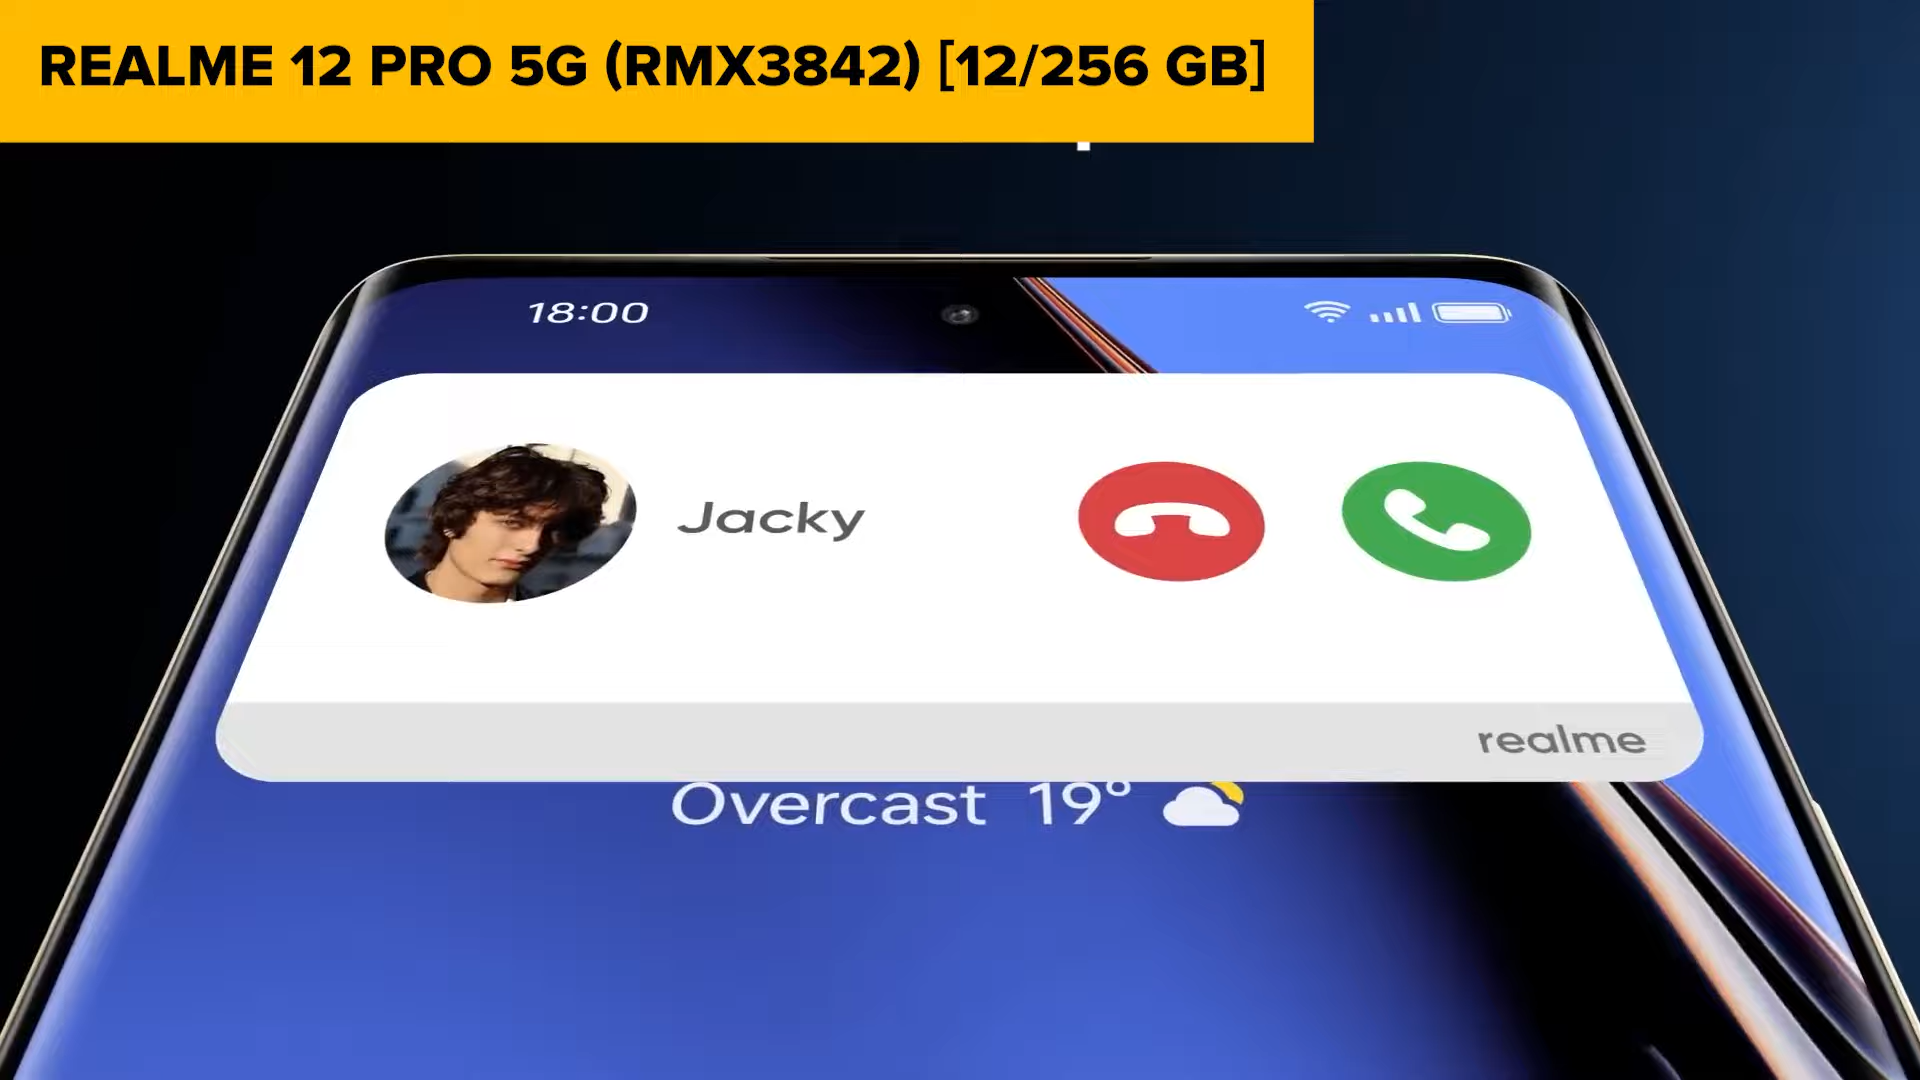 REALME 12 PRO 5G (RMX3842) [12/256 GB]
18:00
Jacky
realme
Overcast 19°